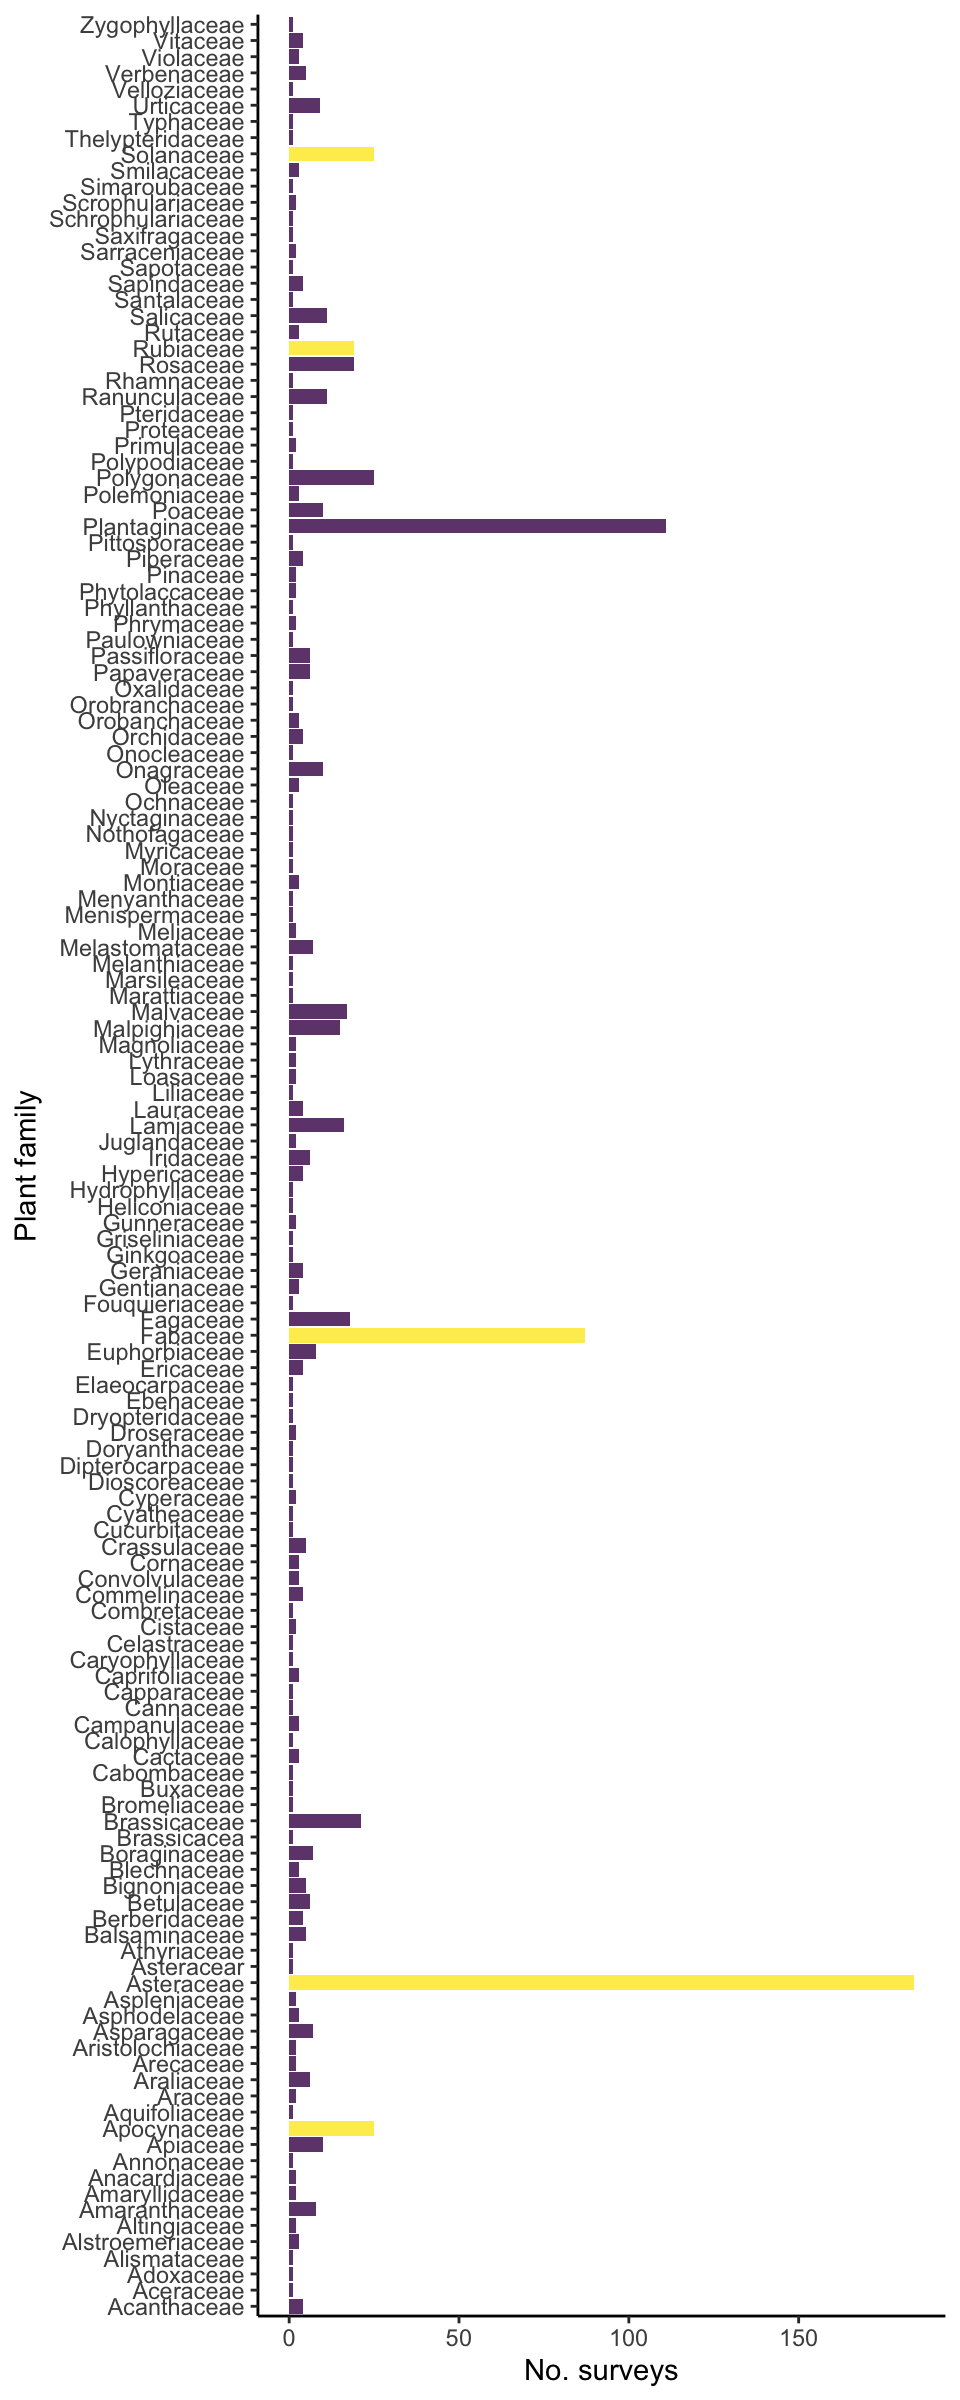 Zygophyllaceae
Vitaceae
Violaceae
Verbenaceae
Velloziaceae
Urticaceae
Typhaceae
Thelypteridaceae
Solanaceae
Smilacaceae
Simaroubaceae
Scrophulariaceae
Schrophulariaceae
Saxifragaceae
Sarraceniaceae
Sapotaceae
Sapindaceae
Santalaceae
Salicaceae
Rutaceae
Rubiaceae
Rosaceae
Rhamnaceae
Ranunculaceae
Pteridaceae
Proteaceae
Primulaceae
Polypodiaceae
Polygonaceae
Polemoniaceae
Poaceae
Plantaginaceae
Pittosporaceae
Piperaceae
Pinaceae
Phytolaccaceae
Phyllanthaceae
Phrymaceae
Paulowniaceae
Passifloraceae
Papaveraceae
Oxalidaceae
Orobranchaceae
Orobanchaceae
Orchidaceae
Onocleaceae
Onagraceae
Oleaceae
Ochnaceae
Nyctaginaceae
Nothofagaceae
Myricaceae
Moraceae
Montiaceae
Menyanthaceae
Menispermaceae
Meliaceae
Melastomataceae
Melanthiaceae
Marsileaceae
Marattiaceae
Malvaceae
Malpighiaceae
Magnoliaceae
Lythraceae
Loasaceae
Liliaceae
Lauraceae
Lamiaceae
Juglandaceae
Iridaceae
Hypericaceae
Hydrophyllaceae
Heliconiaceae
Gunneraceae
Griseliniaceae
Ginkgoaceae
Geraniaceae
Gentianaceae
Fouquieriaceae
Fagaceae
Fabaceae
Euphorbiaceae
Ericaceae
Elaeocarpaceae
Ebenaceae
Dryopteridaceae
Droseraceae
Doryanthaceae
Dipterocarpaceae
Dioscoreaceae
Cyperaceae
Cyatheaceae
Cucurbitaceae
Crassulaceae
Cornaceae
Convolvulaceae
Commelinaceae
Combretaceae
Cistaceae
Celastraceae
Caryophyllaceae
Caprifoliaceae
Capparaceae
Cannaceae
Campanulaceae
Calophyllaceae
Cactaceae
Cabombaceae
Buxaceae
Bromeliaceae
Brassicaceae
Brassicacea
Boraginaceae
Blechnaceae
Bignoniaceae
Betulaceae
Berberidaceae
Balsaminaceae
Athyriaceae
Asteracear
Asteraceae
Aspleniaceae
Asphodelaceae
Asparagaceae
Aristolochiaceae
Arecaceae
Araliaceae
Araceae
Aquifoliaceae
Apocynaceae
Apiaceae
Annonaceae
Anacardiaceae
Amaryllidaceae
Amaranthaceae
Altingiaceae
Alstroemeriaceae
Alismataceae
Adoxaceae
Aceraceae
Acanthaceae
Plant family
0 50 100 150
No. surveys